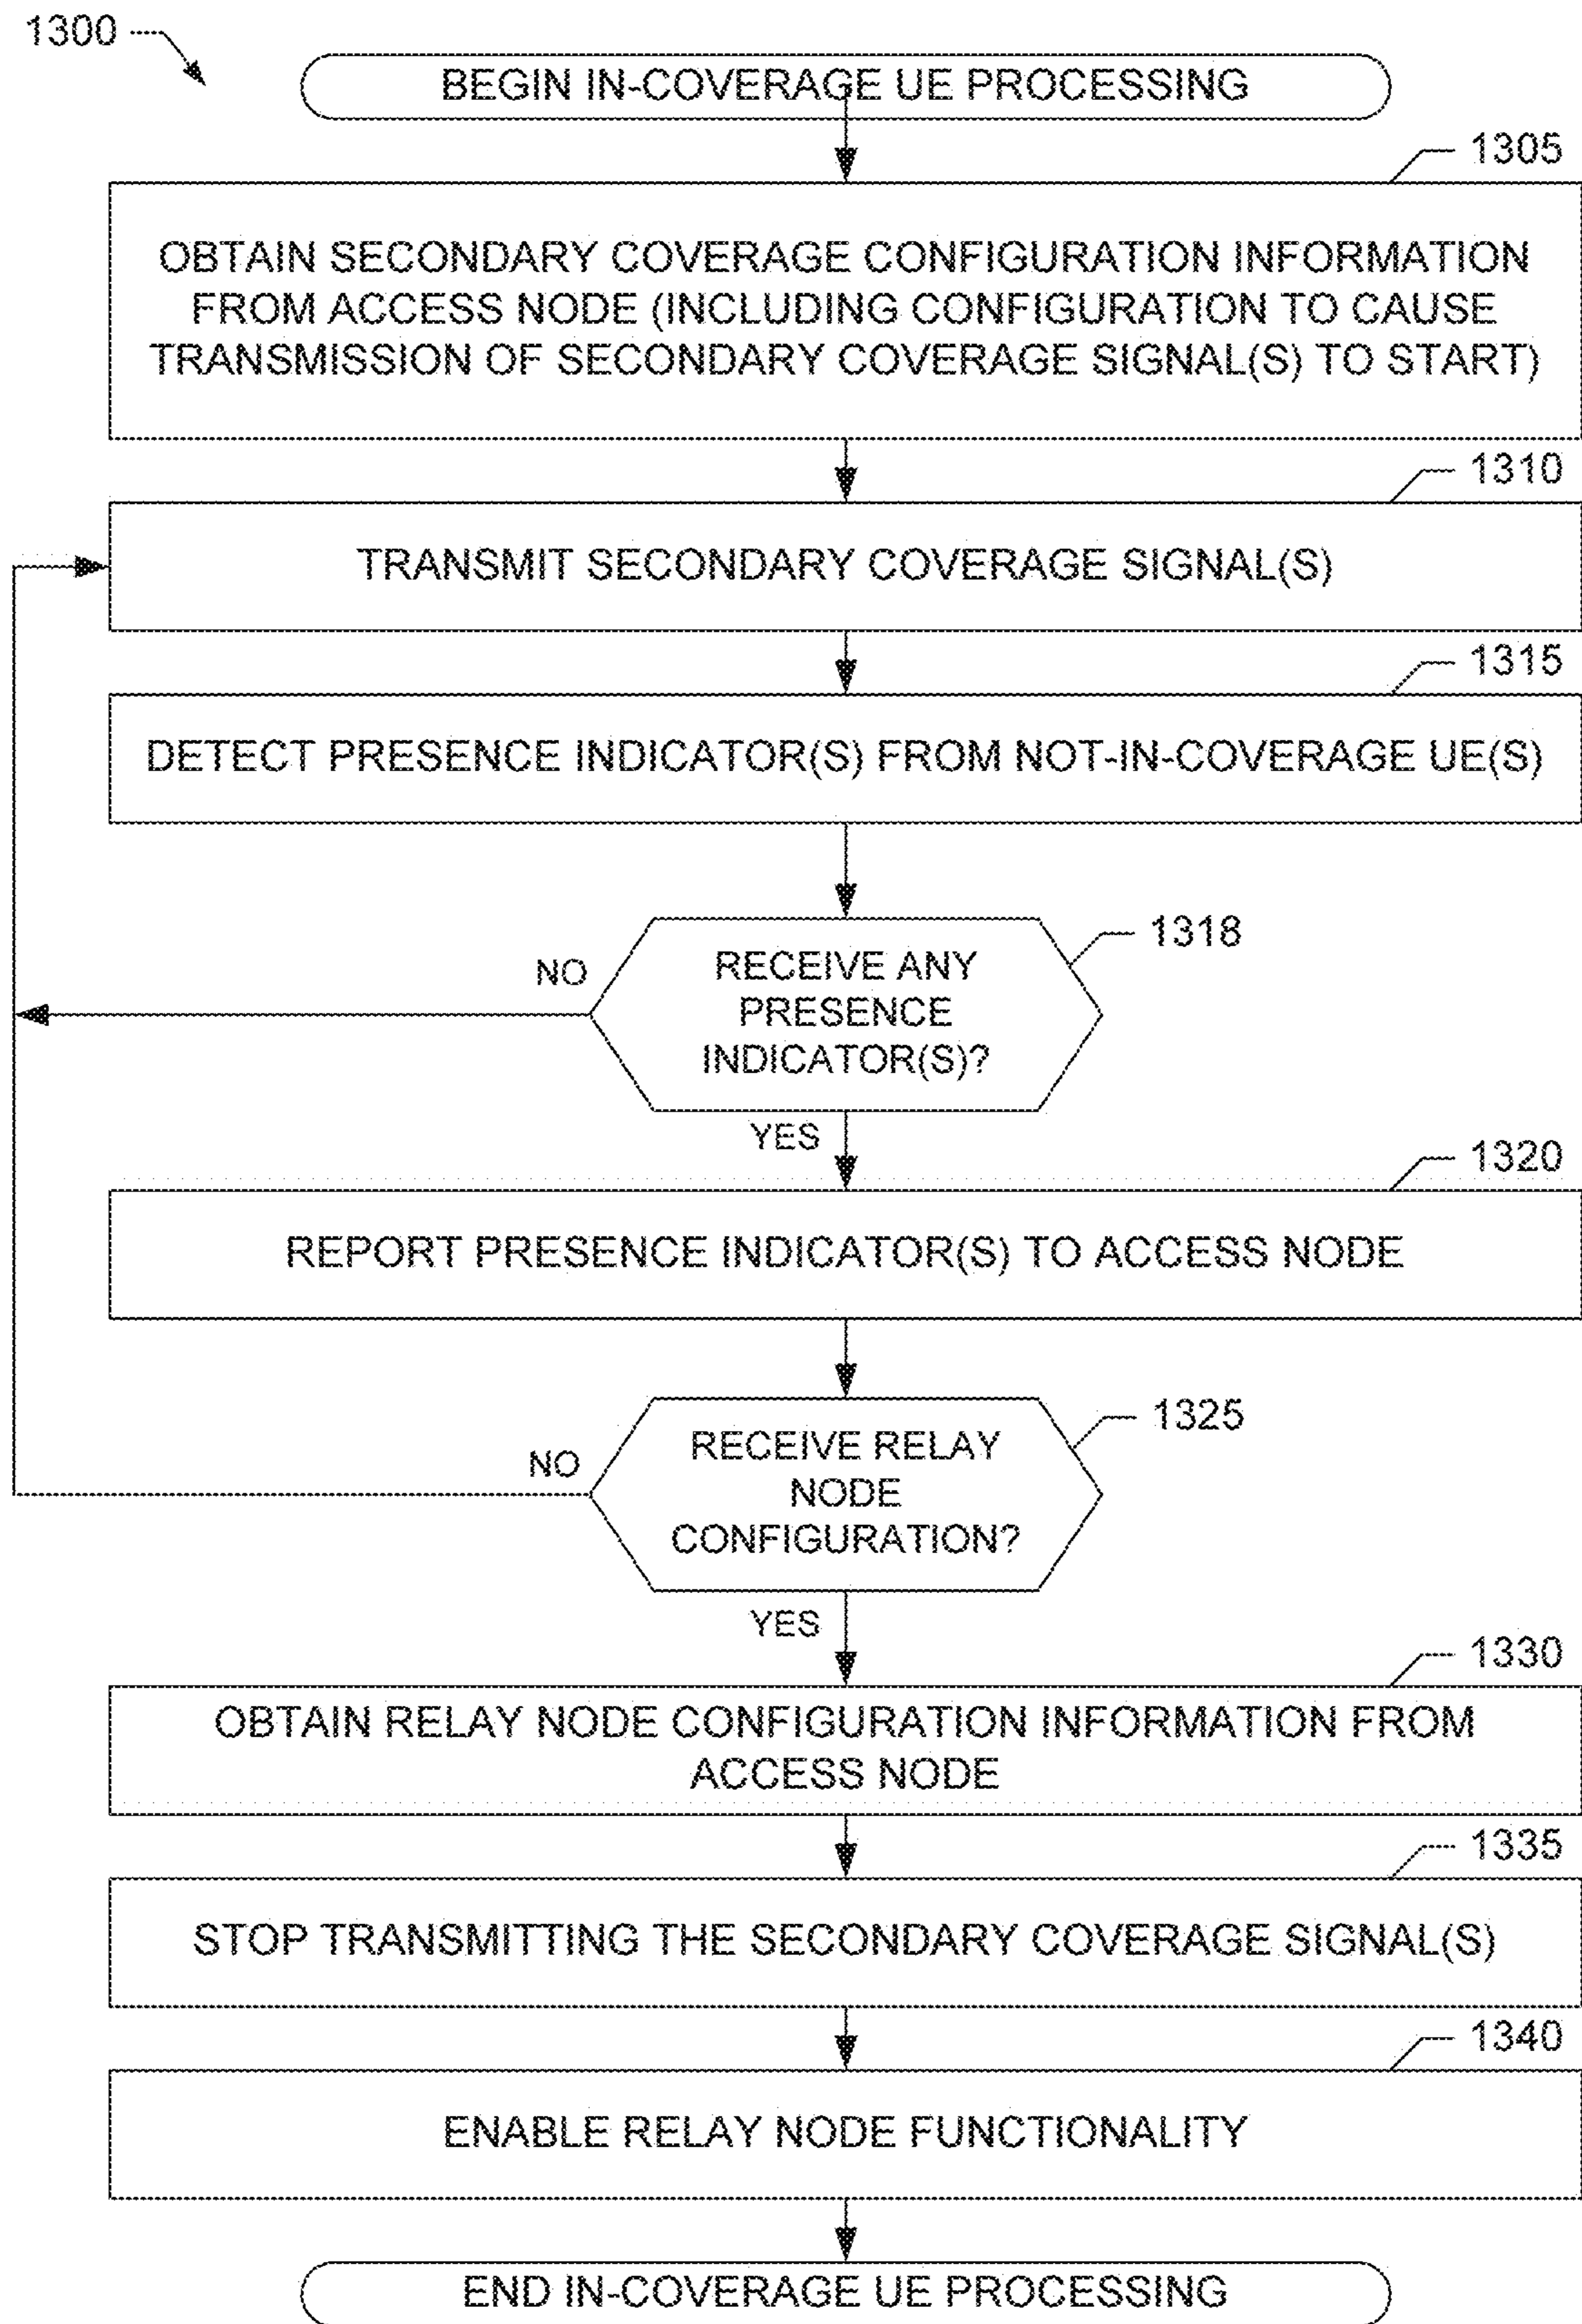 1300
BEGIN IN-COVERAGE UE PROCESSING
1305
OBTAIN SECONDARY COVERAGE CONFIGURATION INFORMATION
FROM ACCESS NODE (INCLUDING CONFIGURATION TO CAUSE
TRANSMISSION OF SECONDARY COVERAGE SIGNAL(S) TO START)
1310
TRANSMIT SECONDARY COVERAGE SIGNAL(S)
1315
DETECT PRESENCE INDICATOR(S) FROM NOT-IN-COVERAGE UE(S)
1318
NO
RECEIVE ANY
PRESENCE
INDICATOR(S)?
YES
1320
REPORT PRESENCE INDICATOR(S) TO ACCESS NODE
1325
NO
RECEIVE RELAY
NODE
CONFIGURATION?
YES
1330
OBTAIN RELAY NODE CONFIGURATION INFORMATION FROM
ACCESS NODE
1335
STOP TRANSMITTING THE SECONDARY COVERAGE SIGNAL(S)
1340
ENABLE RELAY NODE FUNCTIONALITY
END IN-COVERAGE UE PROCESSING